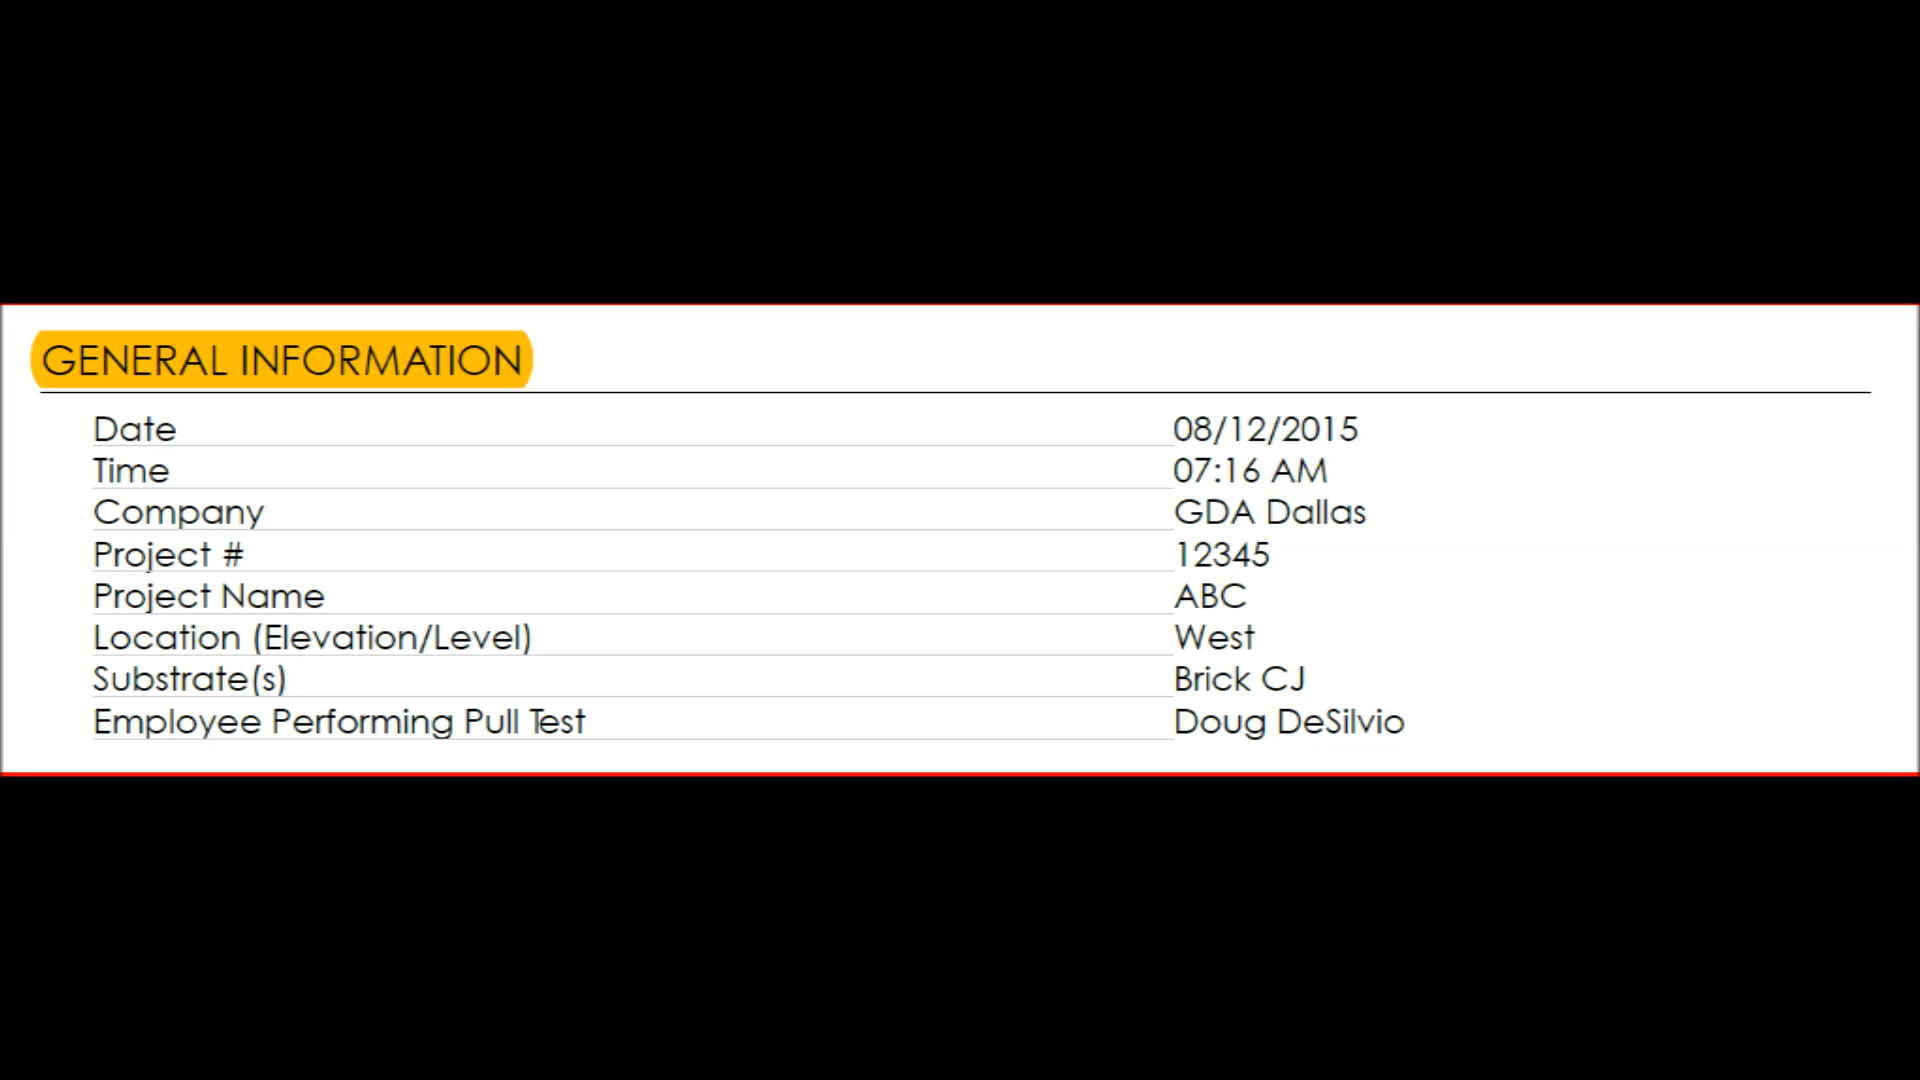 GENERAL INFORMATION
Date 08/12/2015
Time 07:16 AM
Company GDA Dallas
Project # 12345
Project Name ABC
Location (Elevation/Level) West
Substrate(s) Brick CJ
Employee Performing Pull Test Doug DeSilvio